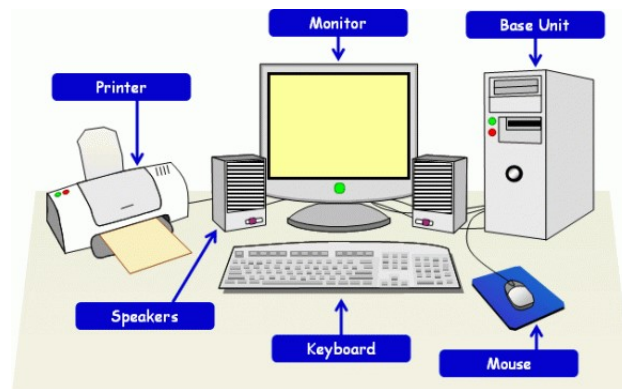 Monitor
Base Unit
Printer
Speakers
Keyboard
Mouse